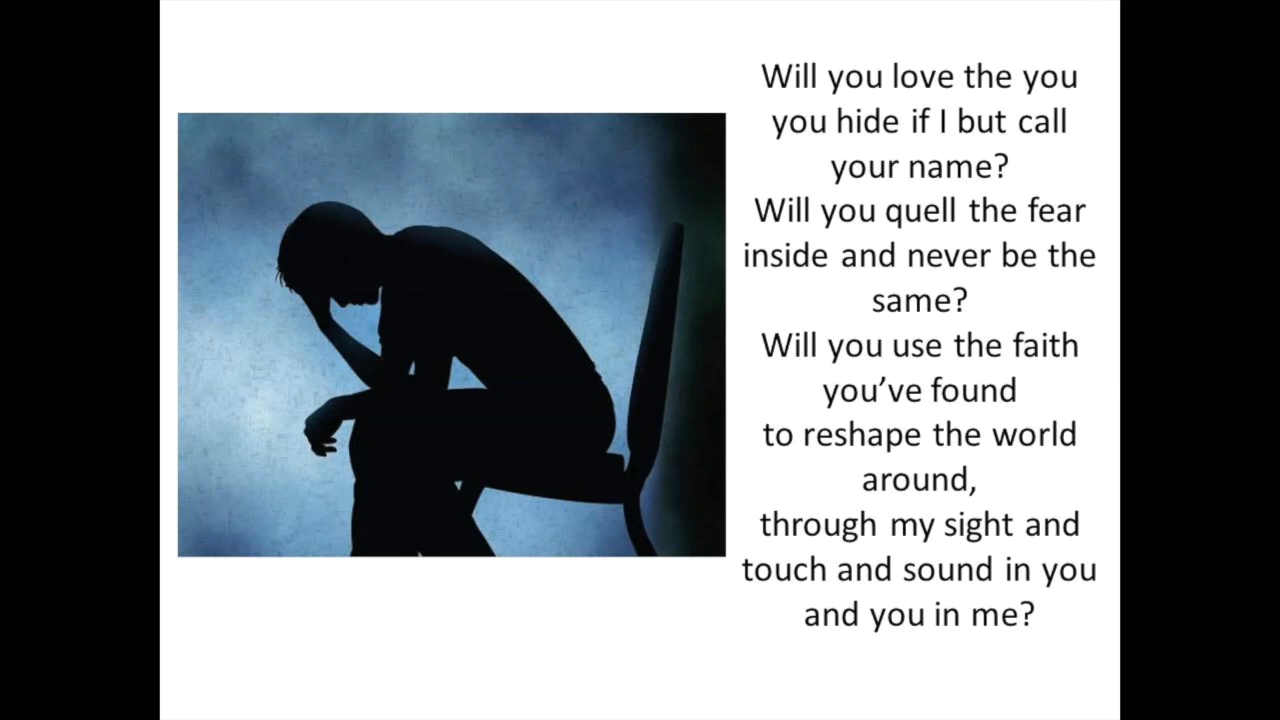 Will you love the you
you hide if I but call
your name?
Will you quell the fear
inside and never be the
same?
Will you use the faith
you’ve found
to reshape the world
around,
through my sight and
touch and sound in you
and you in me?